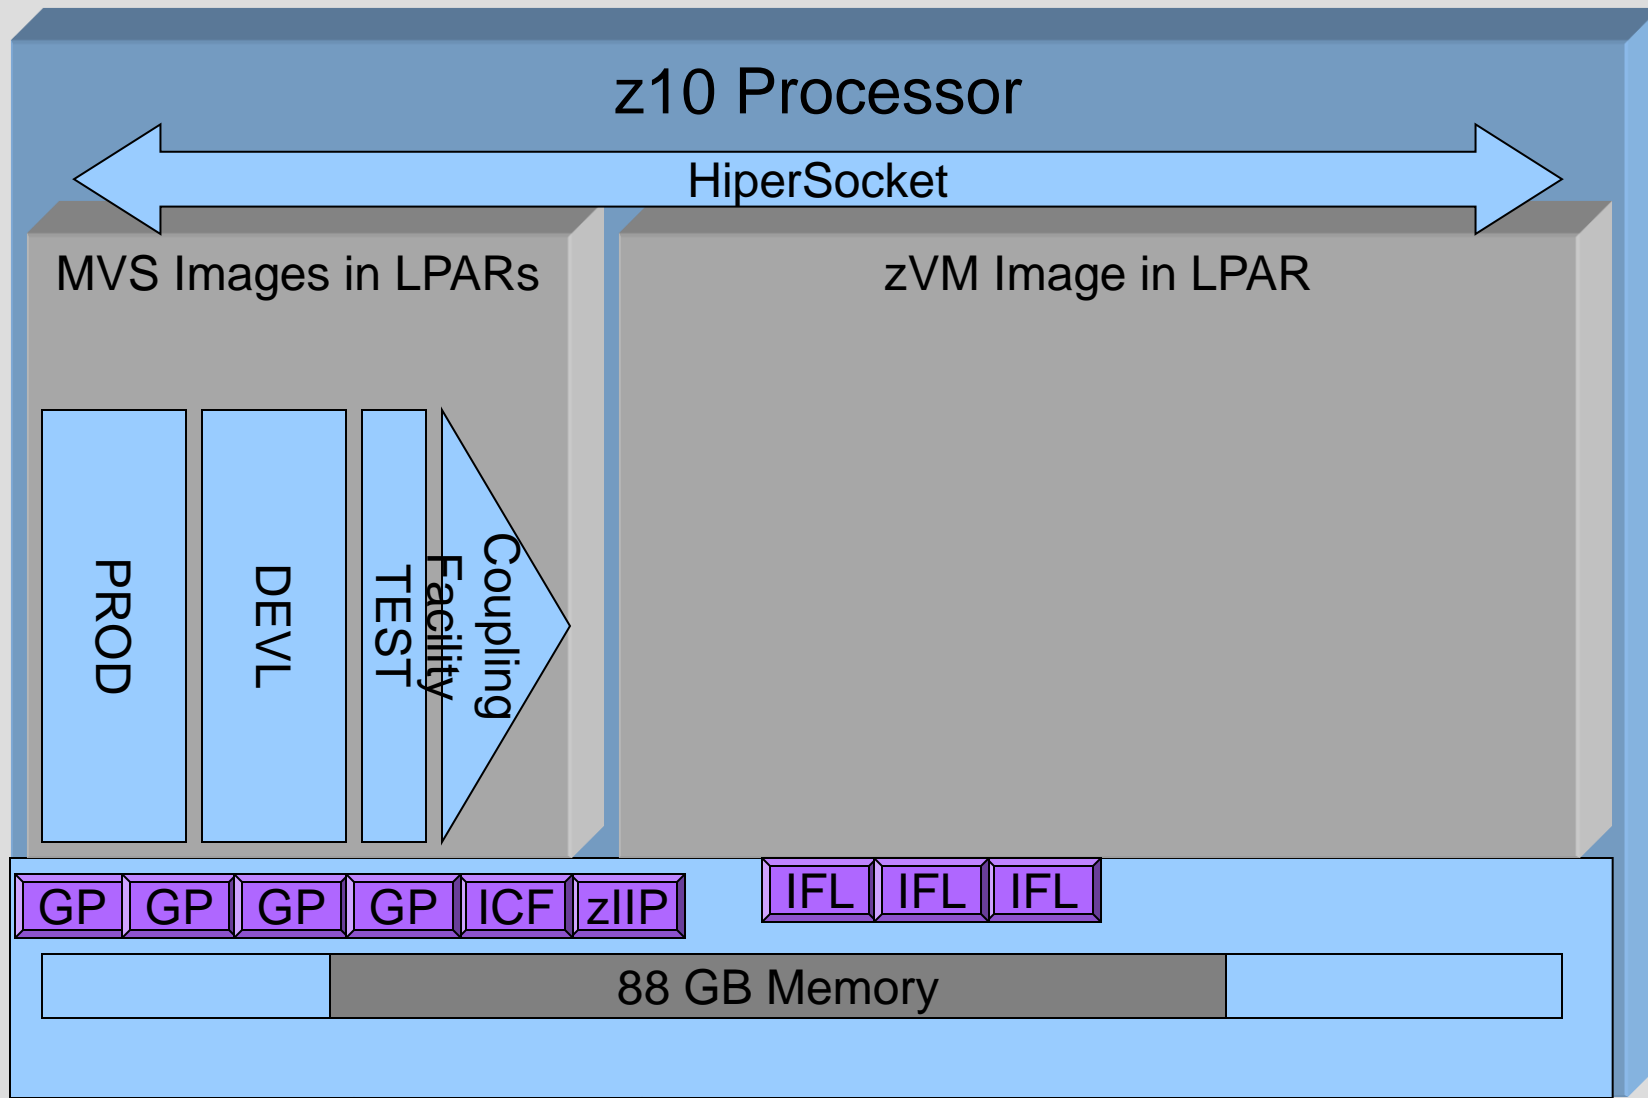 z10 Processor
HiperSocket
MVS Images in LPARs
zVM Image in LPAR
PROD
DEVL
TEST
Coupling
Facility
GP
GP
GP
GP
ICF
zIIP
IFL
IFL
IFL
88 GB Memory